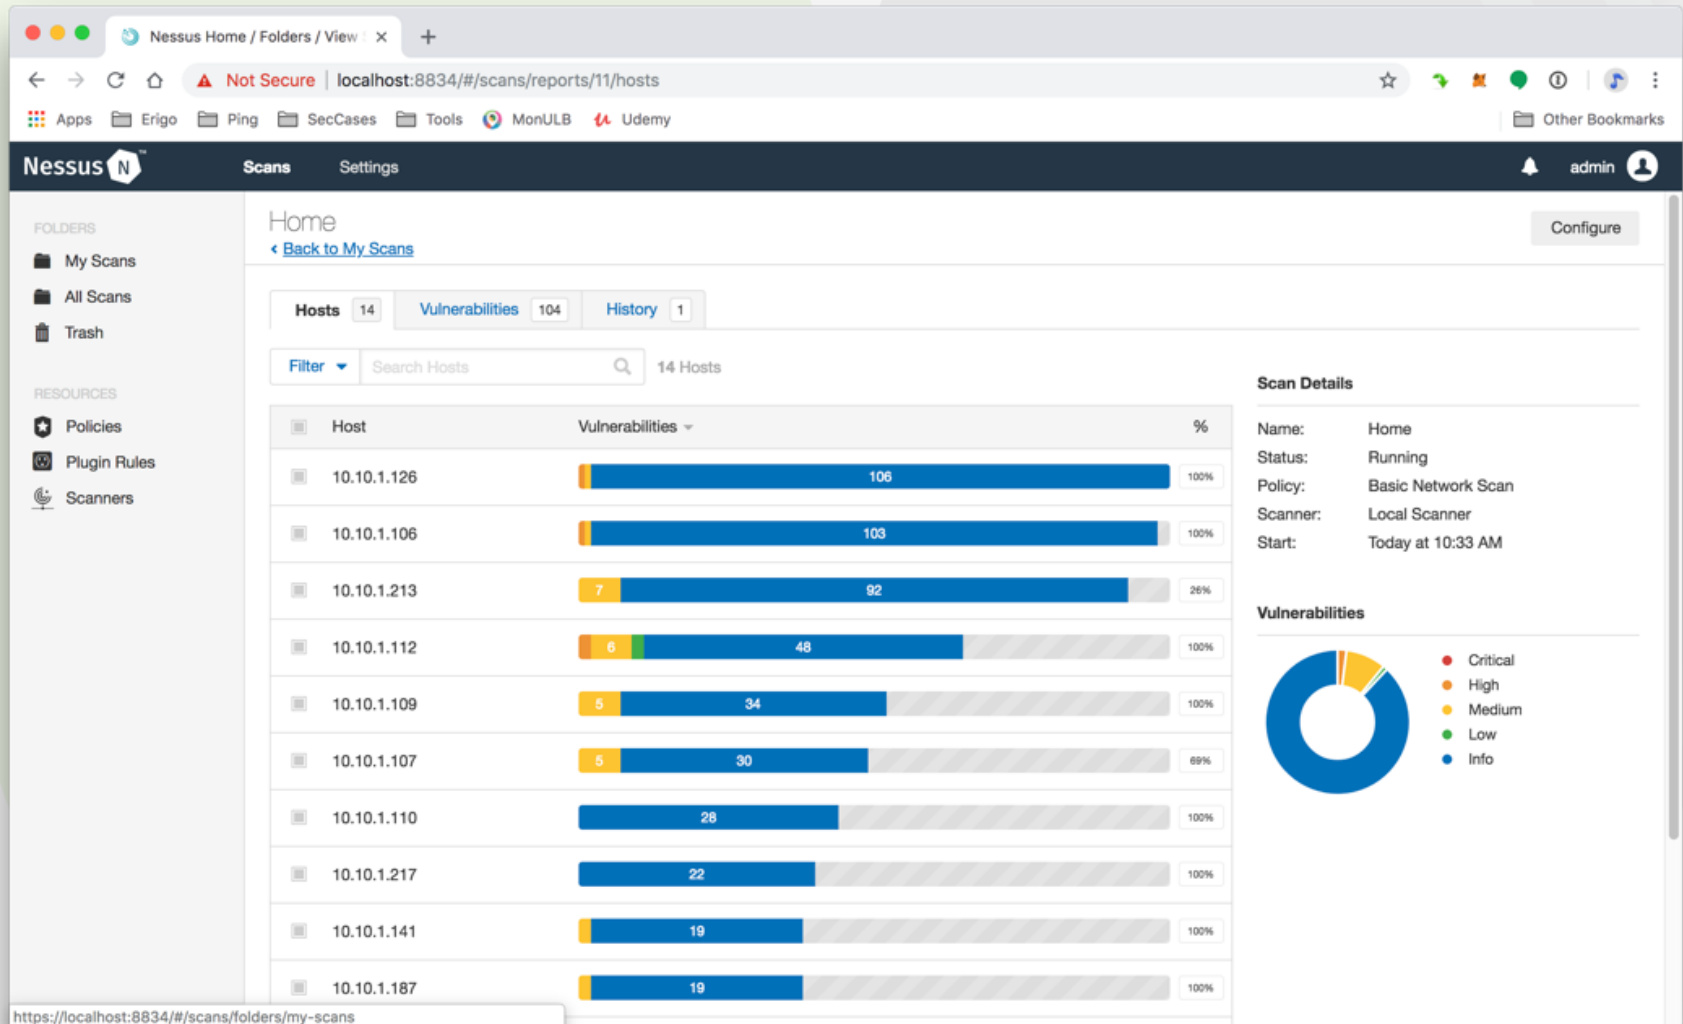 Nessus Home / Folders / View
Not Secure | localhost:8834/#/scans/reports/11/hosts
Apps Erigo Ping SecCases Tools MonULB Udemy Other Bookmarks
Nessus N ™ Scans Settings admin
FOLDERS
My Scans
All Scans
Trash
RESOURCES
Policies
Plugin Rules
Scanners
Home
Back to My Scans
Configure
Hosts 14 Vulnerabilities 104 History 1
Filter Search Hosts 14 Hosts
Host Vulnerabilities %
10.10.1.126 106 100%
10.10.1.106 103 100%
10.10.1.213 7 92 26%
10.10.1.112 6 48 100%
10.10.1.109 5 34 100%
10.10.1.107 5 30 69%
10.10.1.110 28 100%
10.10.1.217 22 100%
10.10.1.141 19 100%
10.10.1.187 19 100%
Scan Details
Name: Home
Status: Running
Policy: Basic Network Scan
Scanner: Local Scanner
Start: Today at 10:33 AM
Vulnerabilities
Critical
High
Medium
Low
Info
https://localhost:8834/#/scans/folders/my-scans